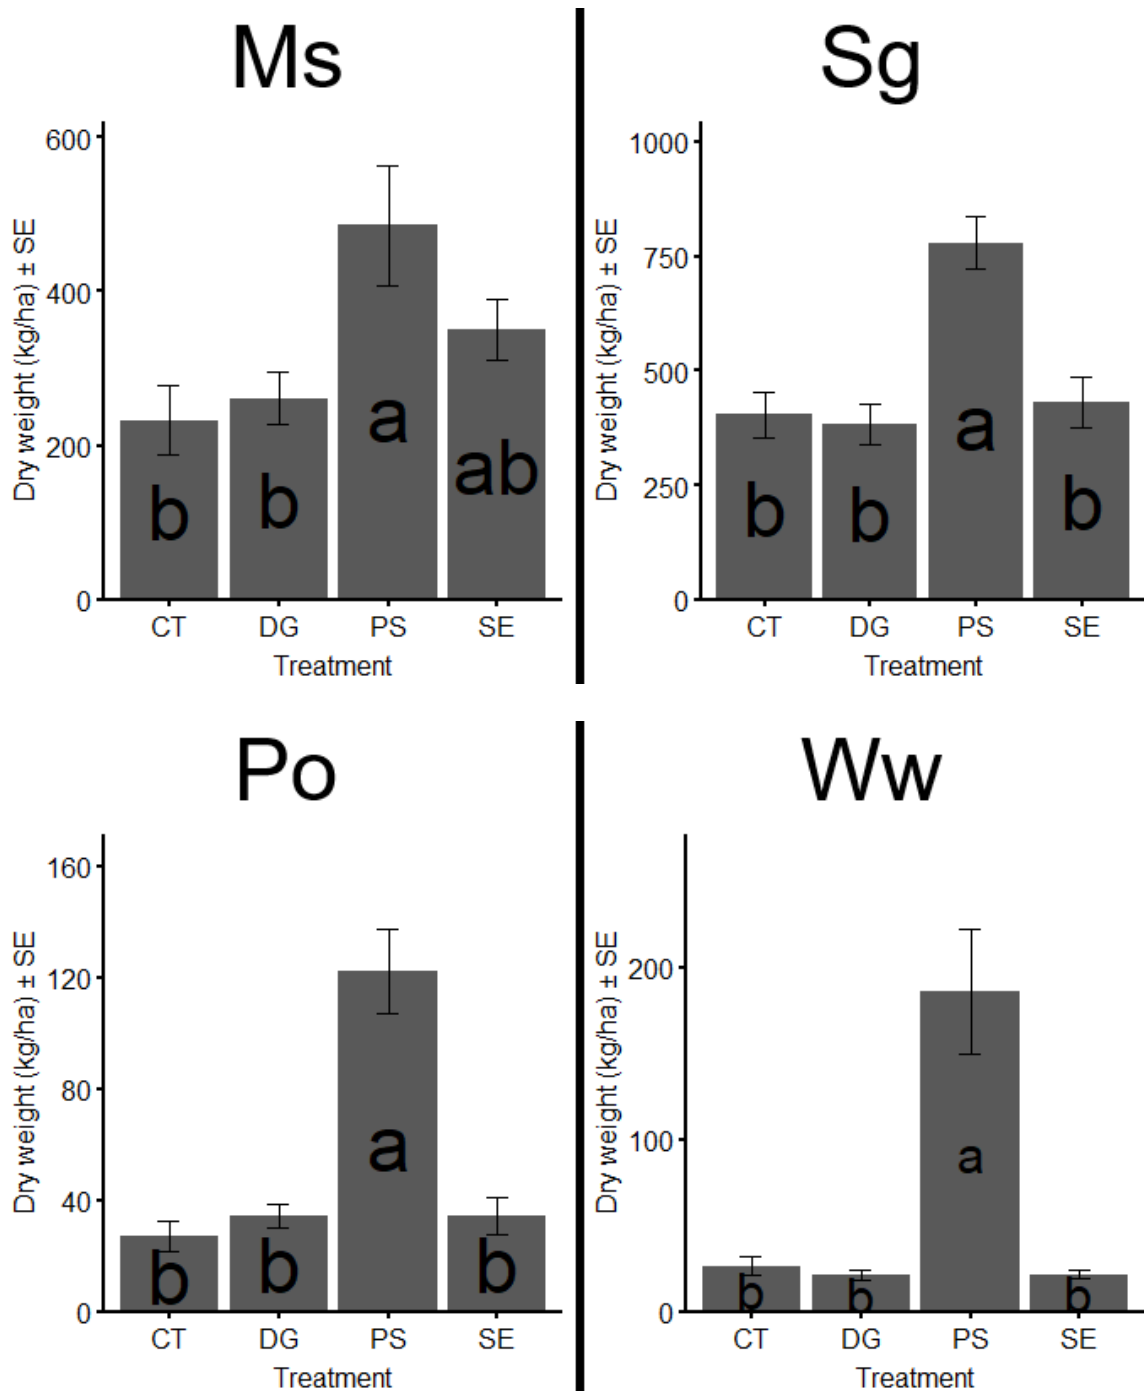 Ms
Dry weight (kg/ha) ± SE
600
400
200
0
b
b
a
ab
CT DG PS SE
Treatment
Sg
Dry weight (kg/ha) ± SE
1000
750
500
250
0
b
b
a
b
CT DG PS SE
Treatment
Po
Dry weight (kg/ha) ± SE
160
120
80
40
0
b
b
a
b
CT DG PS SE
Treatment
Ww
Dry weight (kg/ha) ± SE
200
100
0
b
b
a
b
CT DG PS SE
Treatment